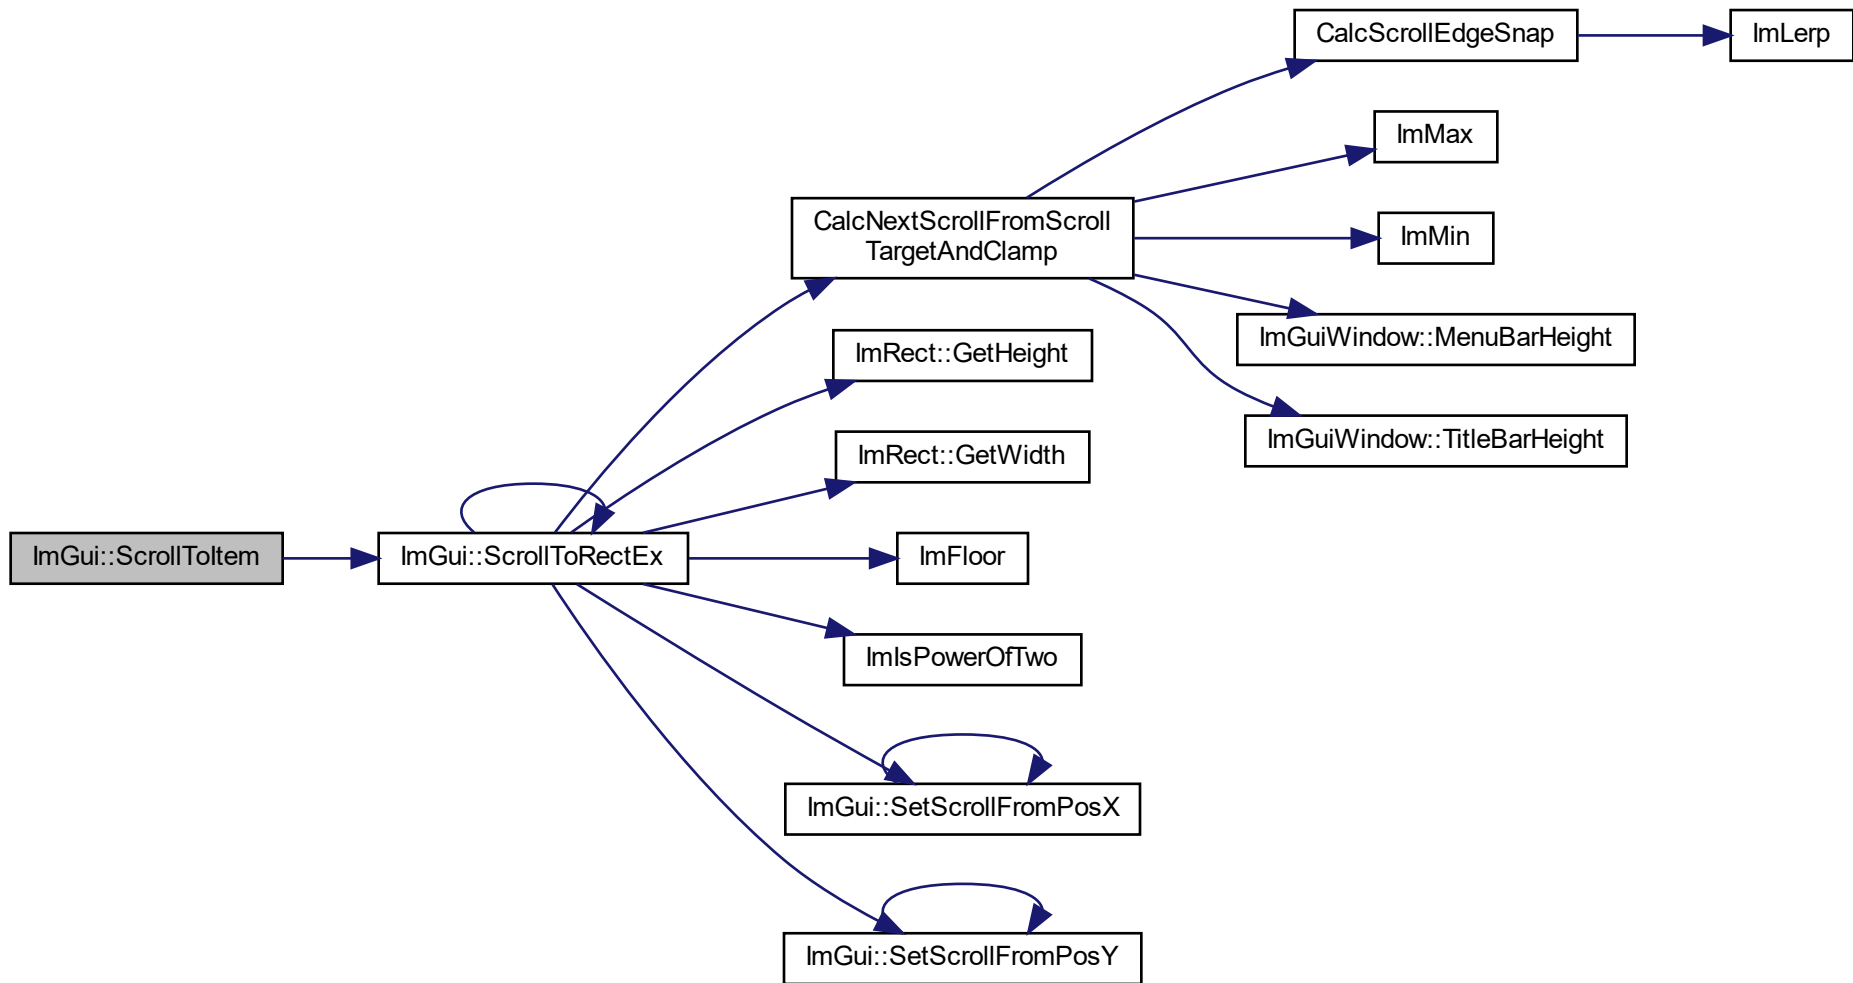 ImGui::ScrollToItem
ImGui::ScrollToRectEx
CalcNextScrollFromScroll
TargetAndClamp
CalcScrollEdgeSnap
ImLerp
ImMax
ImMin
ImGuiWindow::MenuBarHeight
ImGuiWindow::TitleBarHeight
ImRect::GetHeight
ImRect::GetWidth
ImFloor
ImIsPowerOfTwo
ImGui::SetScrollFromPosX
ImGui::SetScrollFromPosY